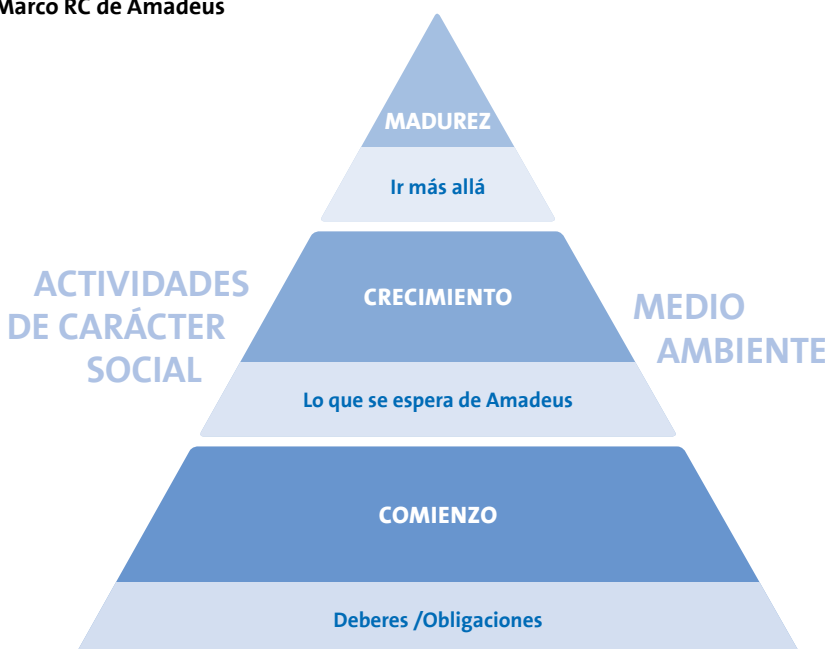 Marco RC de Amadeus
MADUREZ
Ir más allá
ACTIVIDADES
DE CARÁCTER
SOCIAL
CRECIMIENTO
MEDIO
AMBIENTE
Lo que se espera de Amadeus
COMIENZO
Deberes /Obligaciones